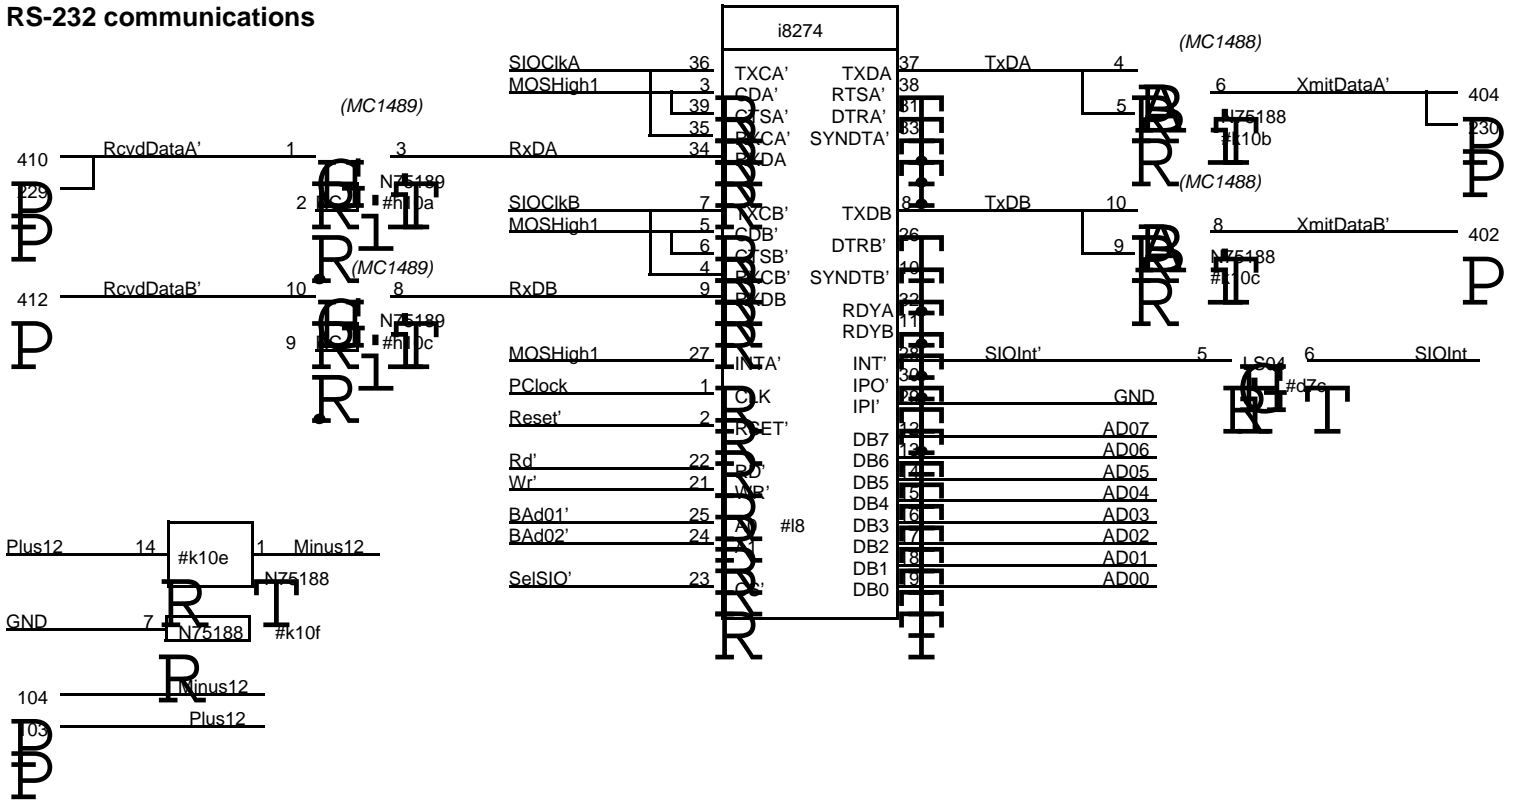 RS-232 communications
i8274
(MC1488)
SIOClkA 36 TXCA’ TXDA 37 TxDA 4
MOSHigh1 3 CDA’ RTSA’ 38 6 XmitDataA’ 404
(MC1489)
39 CTSA’ DTRA’ 31 5 N75188 230
35 RXCA’ SYNDTA’ 33 #k10b
410 RcvdDataA’ 1 3 RxDA 34 RXDA
229 N75189 (MC1488)
2 #h10a SIOClkB 7 TXCB’ TXDB 8 TxDB 10
MOSHigh1 5 CDB’ 8 XmitDataB’ 402
6 CTSB’ DTRB’ 26 9 N75188
(MC1489) 4 RXCB’ SYNDTB’ 10 #k10c
412 RcvdDataB’ 10 8 RxDB 9 RXDB
RDYA 32
N75189 RDYB 11
9 #h10c
MOSHigh1 27 INTA’ INT’ 28 SIOInt’ 5 LS04 6 SIOInt
PClock 1 CLK IPO’ 30 #d7c
IPI’ 29 GND
Reset’ 2 RSET’
DB7 12 AD07
Rd’ 22 RD’ DB6 13 AD06
Wr’ 21 WR’ DB5 14 AD05
DB4 15 AD04
BAd01’ 25 A0 #l8 DB3 16 AD03
BAd02’ 24 A1 DB2 17 AD02
DB1 18 AD01
SelSIO’ 23 CS’ DB0 19 AD00
Plus12 14 #k10e 1 Minus12
N75188
GND 7 N75188 #k10f
104 Minus12
103 Plus12